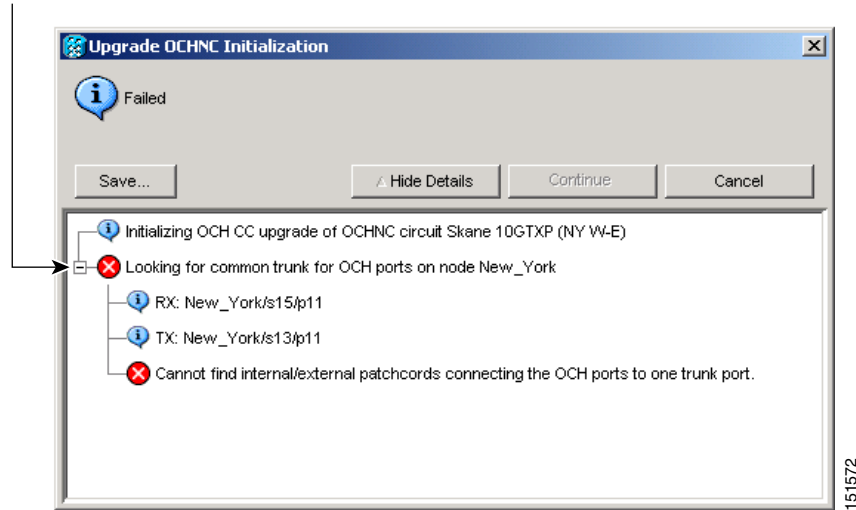 Upgrade OCHNC Initialization
Failed
Save...
Hide Details
Continue
Cancel
Initializing OCH CC upgrade of OCHNC circuit Skane 10GTXP (NY W-E)
Looking for common trunk for OCH ports on node New_York
RX: New_York/s15/p11
TX: New_York/s13/p11
Cannot find internal/external patchcords connecting the OCH ports to one trunk port.
151572